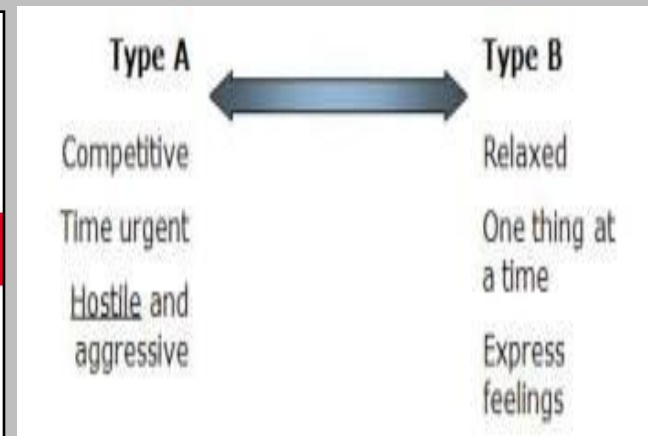 Type A
Competitive
Time urgent
Hostile and
aggressive
Type B
Relaxed
One thing at
a time
Express
feelings